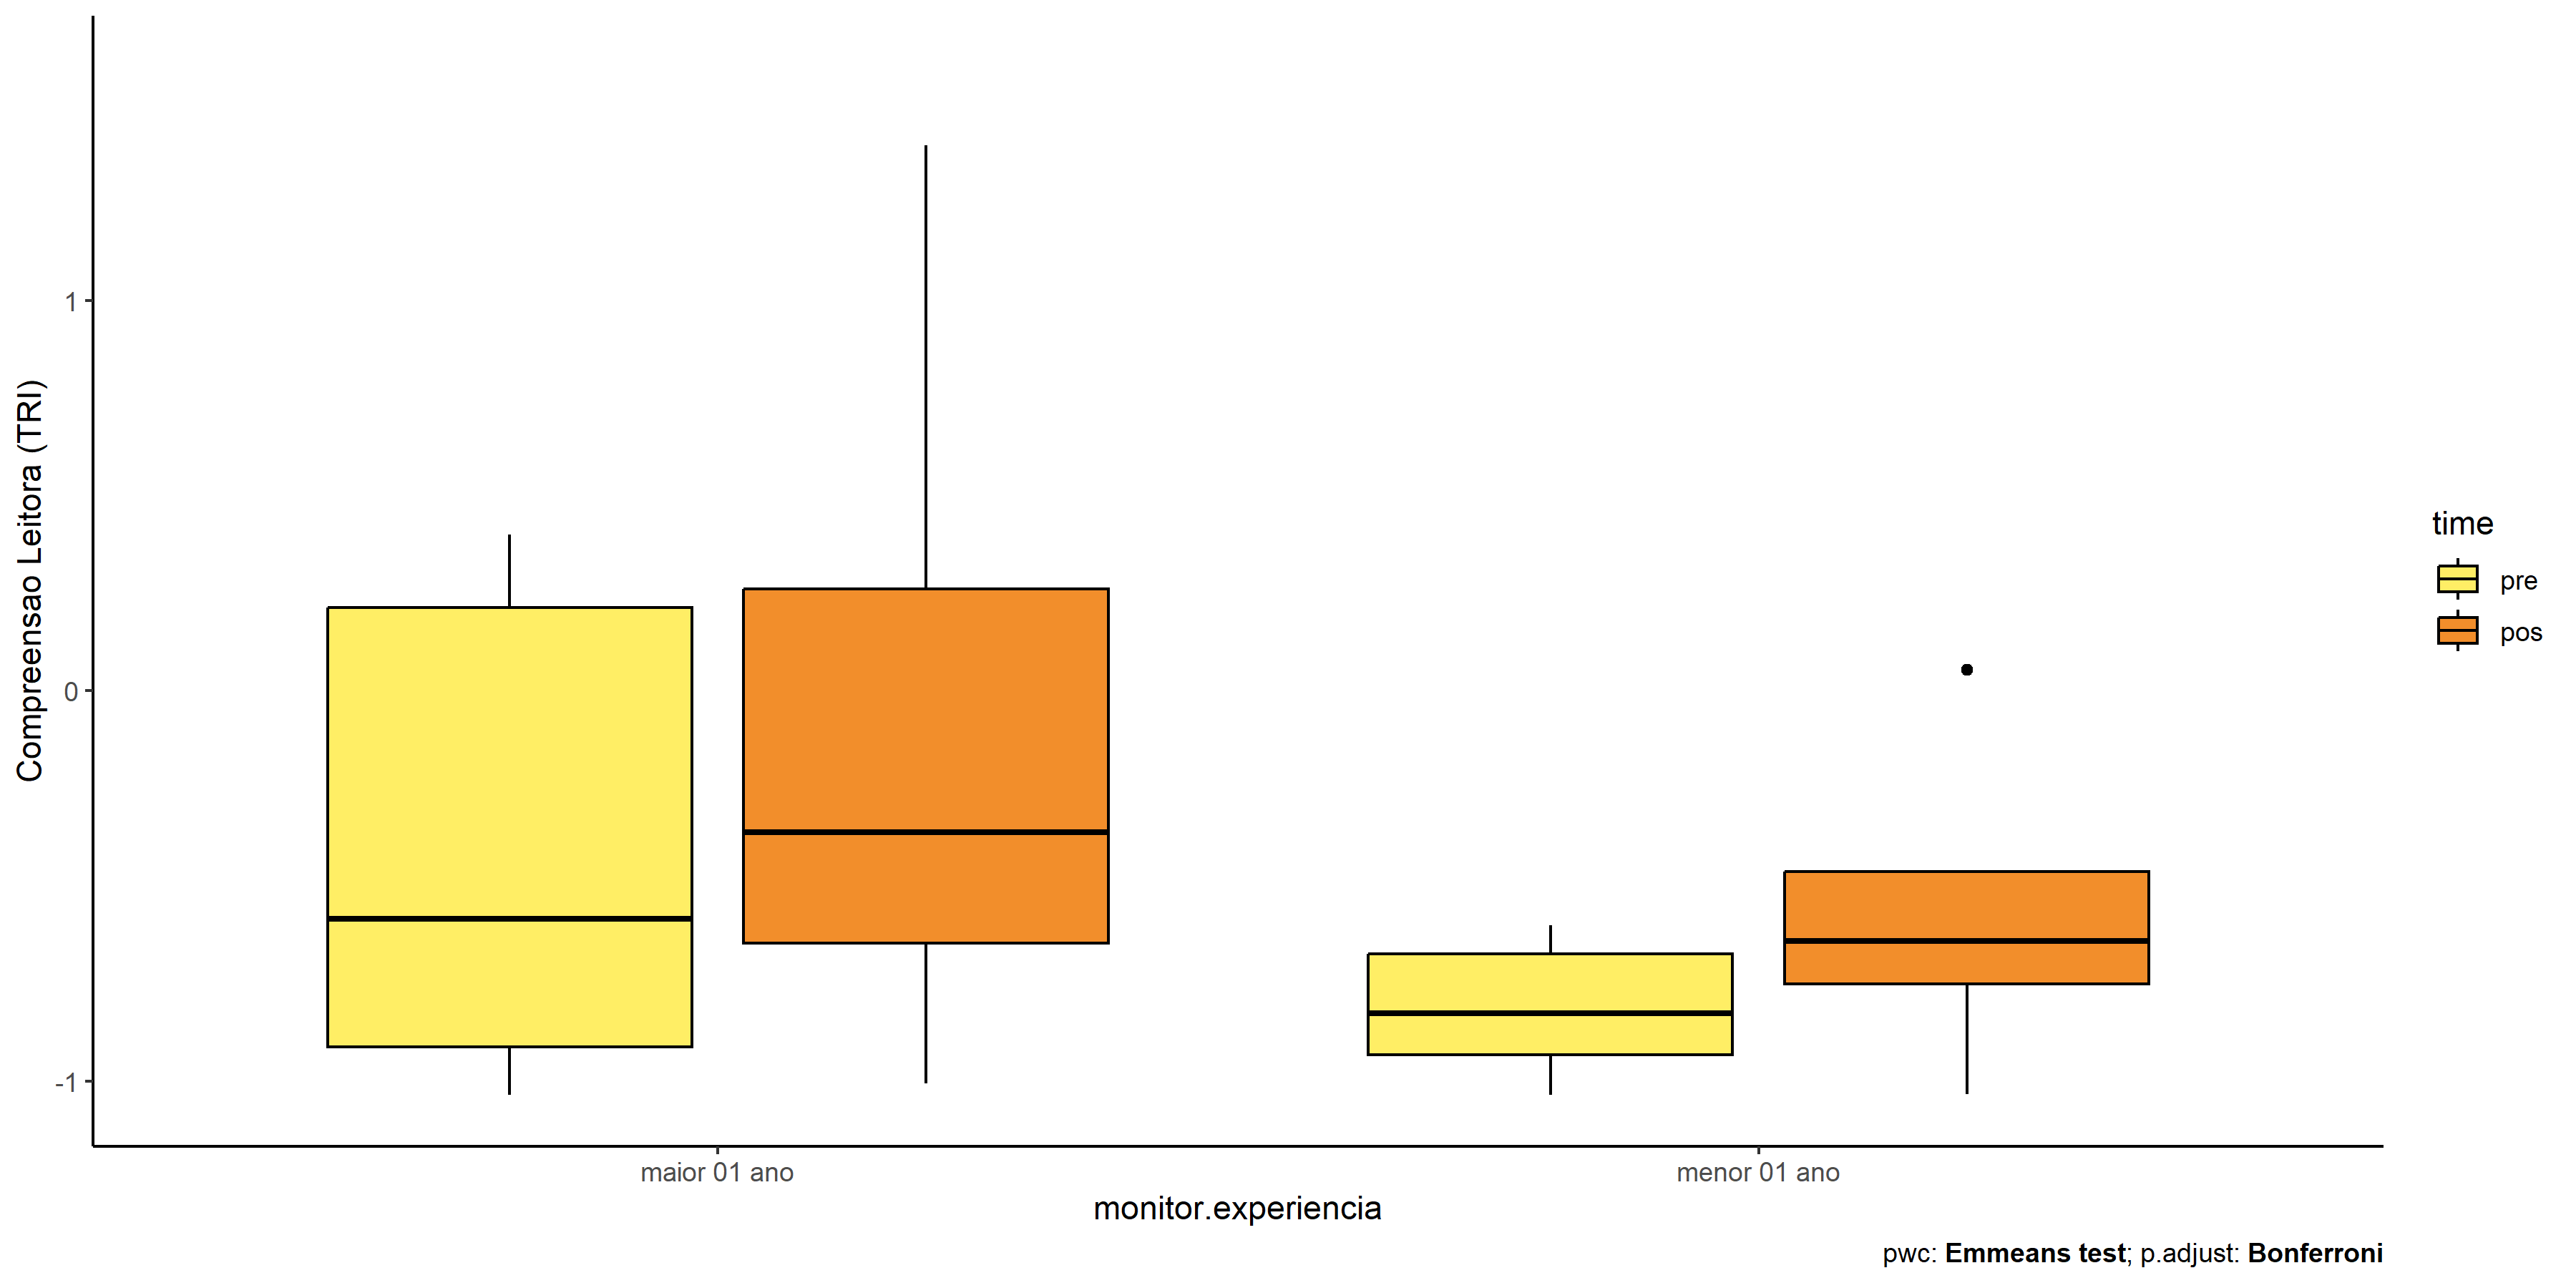 Compreensao Leitora (TRI)
1
0
-1
maior 01 ano
menor 01 ano
monitor.experiencia
time
pre
pos
pwc: Emmeans test; p.adjust: Bonferroni